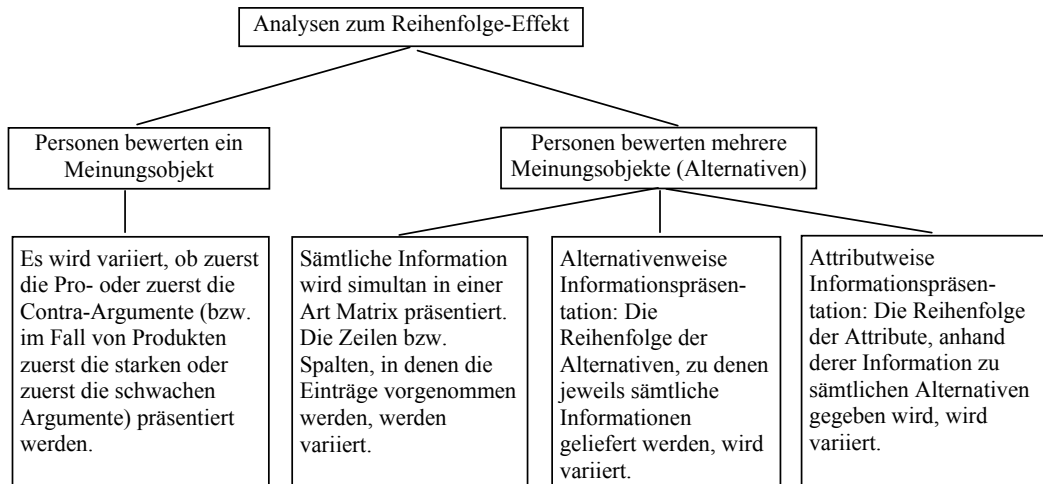 Analysen zum Reihenfolge-Effekt
Personen bewerten ein
Meinungsobjekt
Personen bewerten mehrere
Meinungsobjekte (Alternativen)
Es wird variiert, ob zuerst
die Pro- oder zuerst die
Contra-Argumente (bzw.
im Fall von Produkten
zuerst die starken oder
zuerst die schwachen
Argumente) präsentiert
werden.
Sämtliche Information
wird simultan in einer
Art Matrix präsentiert.
Die Zeilen bzw.
Spalten, in denen die
Einträge vorgenommen
werden, werden
variiert.
Alternativenweise
Informationspräsen-
tation: Die
Reihenfolge der
Alternativen, zu denen
jeweils sämtliche
Informationen
geliefert werden, wird
variiert.
Attributweise
Informationspräsen-
tation: Die Reihenfolge
der Attribute, anhand
derer Information zu
sämtlichen Alternativen
gegeben wird, wird
variiert.